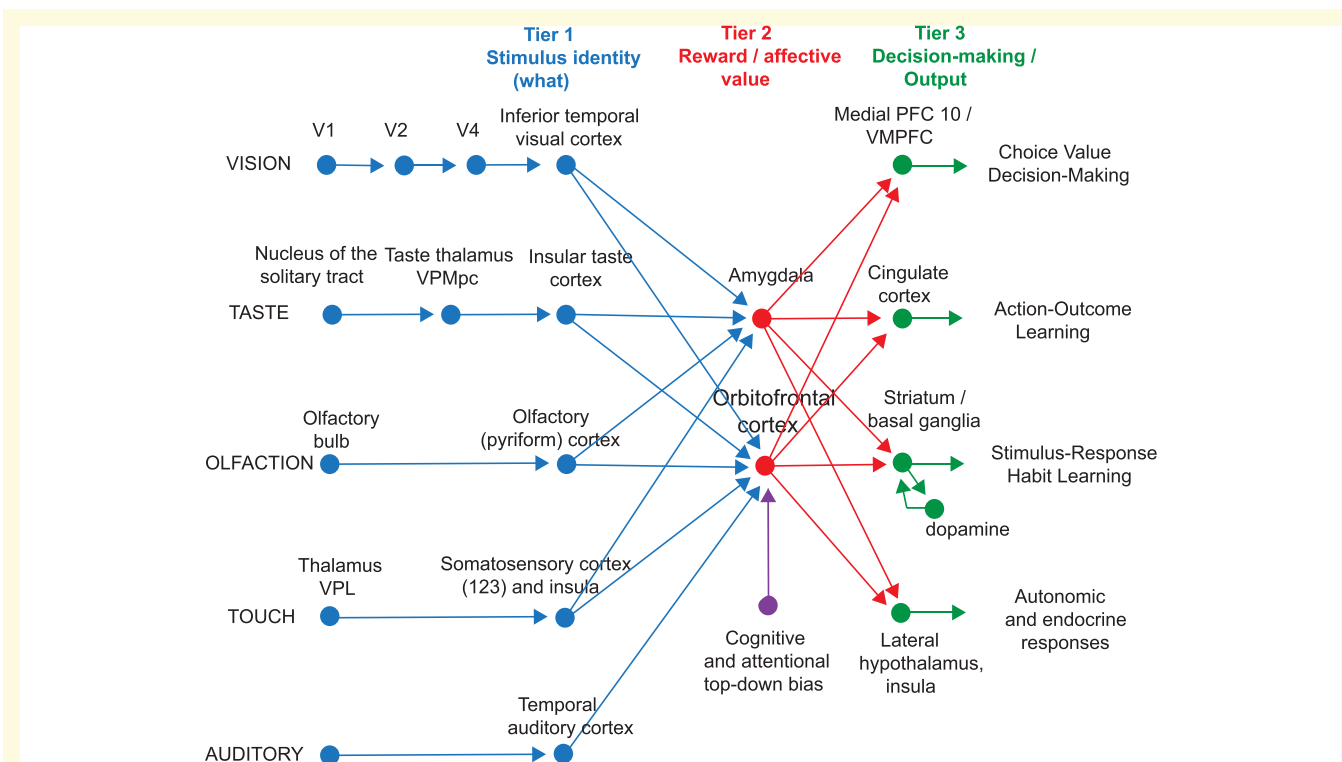 Tier 1
Stimulus identity
(what)
Tier 2
Reward / affective
value
Tier 3
Decision-making /
Output
V1
V2
V4
Inferior temporal
visual cortex
Medial PFC 10 /
VMPFC
VISION
Choice Value
Decision-Making
Nucleus of the
solitary tract
Taste thalamus
VPMpc
Insular taste
cortex
Amygdala
Cingulate
cortex
TASTE
Action-Outcome
Learning
Olfactory
bulb
Olfactory
(pyriform) cortex
Orbitofrontal
cortex
Striatum /
basal ganglia
OLFACTION
Stimulus-Response
Habit Learning
dopamine
Thalamus
VPL
Somatosensory cortex
(123) and insula
TOUCH
Cognitive
and attentional
top-down bias
Lateral
hypothalamus,
insula
Autonomic
and endocrine
responses
Temporal
auditory cortex
AUDITORY